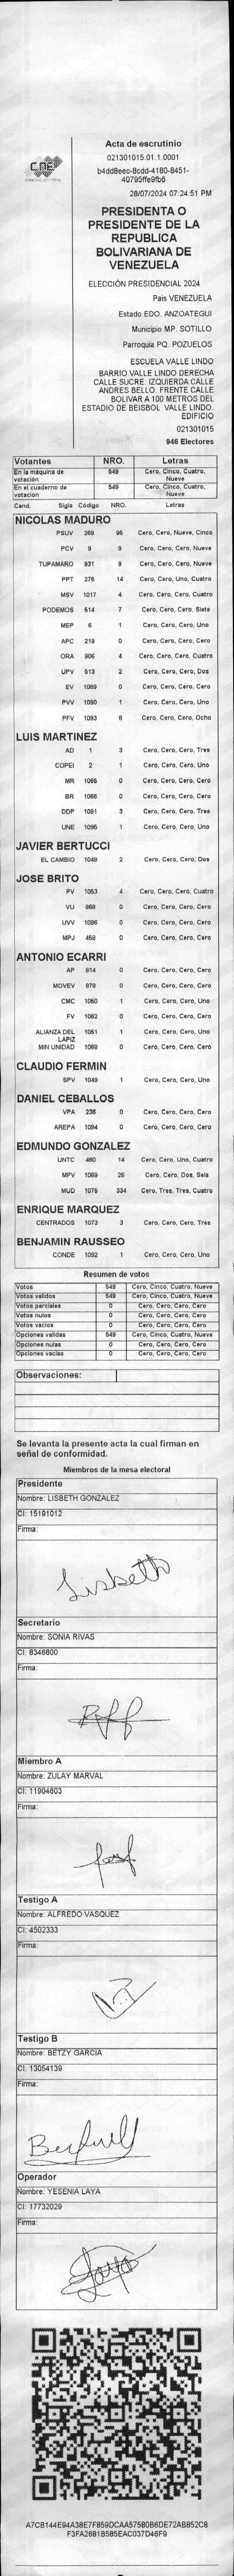 CNE
Acta de escrutinio
021301015.01.1.0001
b4dd8eec-8cdd-4180-8451-
40795ffe9fb6
28/07/2024 07:24:51 PM
PRESIDENTA O
PRESIDENTE DE LA
REPUBLICA
BOLIVARIANA DE
VENEZUELA
ELECCIÓN PRESIDENCIAL 2024
Pais VENEZUELA
Estado EDO. ANZOATEGUI
Municipio MP. SOTILLO
Parroquia PQ. POZUELOS
ESCUELA VALLE LINDO
BARRIO VALLE LINDO DERECHA
CALLE SUCRE. IZQUIERDA CALLE
ANDRES BELLO. FRENTE CALLE
BOLIVAR A 100 METROS DEL
ESTADIO DE BEISBOL VALLE LINDO.
EDIFICIO
021301015
946 Electores
Votantes NRO. Letras
En la máquina de votación 549 Cero, Cinco, Cuatro, Nueve
En el cuaderno de votación 549 Cero, Cinco, Cuatro, Nueve
Cand. Sigla Código NRO. Letras
NICOLAS MADURO
PSUV 269 95 Cero, Cero, Nueve, Cinco
PCV 9 9 Cero, Cero, Cero, Nueve
TUPAMARO 931 9 Cero, Cero, Cero, Nueve
PPT 276 14 Cero, Cero, Uno, Cuatro
MSV 1017 4 Cero, Cero, Cero, Cuatro
PODEMOS 514 7 Cero, Cero, Cero, Siete
MEP 6 1 Cero, Cero, Cero, Uno
APC 219 0 Cero, Cero, Cero, Cero
ORA 906 4 Cero, Cero, Cero, Cuatro
UPV 513 2 Cero, Cero, Cero, Dos
EV 1089 0 Cero, Cero, Cero, Cero
PVV 1090 1 Cero, Cero, Cero, Uno
PFV 1093 8 Cero, Cero, Cero, Ocho
LUIS MARTINEZ
AD 1 3 Cero, Cero, Cero, Tres
COPEI 2 1 Cero, Cero, Cero, Uno
MR 1065 0 Cero, Cero, Cero, Cero
BR 1066 0 Cero, Cero, Cero, Cero
DDP 1091 3 Cero, Cero, Cero, Tres
UNE 1095 1 Cero, Cero, Cero, Uno
JAVIER BERTUCCI
EL CAMBIO 1048 2 Cero, Cero, Cero, Dos
JOSE BRITO
PV 1053 4 Cero, Cero, Cero, Cuatro
VU 968 0 Cero, Cero, Cero, Cero
UVV 1096 0 Cero, Cero, Cero, Cero
MPJ 458 0 Cero, Cero, Cero, Cero
ANTONIO ECARRI
AP 814 0 Cero, Cero, Cero, Cero
MOVEV 878 0 Cero, Cero, Cero, Cero
CMC 1050 1 Cero, Cero, Cero, Uno
FV 1062 0 Cero, Cero, Cero, Cero
ALIANZA DEL LAPIZ 1051 1 Cero, Cero, Cero, Uno
MIN UNIDAD 1068 0 Cero, Cero, Cero, Cero
CLAUDIO FERMIN
SPV 1049 1 Cero, Cero, Cero, Uno
DANIEL CEBALLOS
VPA 236 0 Cero, Cero, Cero, Cero
AREPA 1094 0 Cero, Cero, Cero, Cero
EDMUNDO GONZALEZ
UNTC 460 14 Cero, Cero, Uno, Cuatro
MPV 1069 26 Cero, Cero, Dos, Seis
MUD 1075 334 Cero, Tres, Tres, Cuatro
ENRIQUE MARQUEZ
CENTRADOS 1073 3 Cero, Cero, Cero, Tres
BENJAMIN RAUSSEO
CONDE 1092 1 Cero, Cero, Cero, Uno
Resumen de votos
Votos 549 Cero, Cinco, Cuatro, Nueve
Votos validos 549 Cero, Cinco, Cuatro, Nueve
Votos parciales 0 Cero, Cero, Cero, Cero
Votos nulos 0 Cero, Cero, Cero, Cero
Votos vacios 0 Cero, Cero, Cero, Cero
Opciones validas 549 Cero, Cinco, Cuatro, Nueve
Opciones nulas 0 Cero, Cero, Cero, Cero
Opciones vacias 0 Cero, Cero, Cero, Cero
Observaciones:
Se levanta la presente acta la cual firman en
señal de conformidad.
Miembros de la mesa electoral
Presidente
Nombre: LISBETH GONZALEZ
CI: 15191012
Firma:
Lisbeth
Secretario
Nombre: SONIA RIVAS
CI: 8346800
Firma:
Miembro A
Nombre: ZULAY MARVAL
CI: 11904603
Firma:
Testigo A
Nombre: ALFREDO VASQUEZ
CI: 4502333
Firma:
Testigo B
Nombre: BETZY GARCIA
CI: 13054139
Firma:
Operador
Nombre: YESENIA LAYA
CI: 17732029
Firma:
A7CB144E94A38E7F859DCAA57580B6DE72AB852C8
F3FA2681B585EAC037D46F9